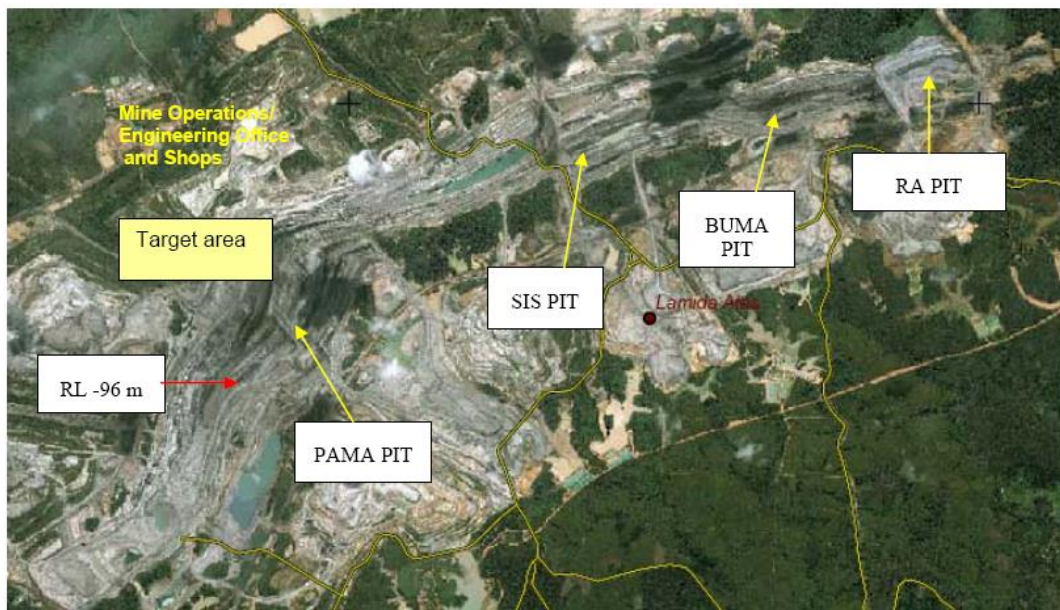 Mine Operations/
Engineering Office
and Shops
RA PIT
Target area
BUMA
PIT
SIS PIT
Lamida Atas
RL -96 m
PAMA PIT